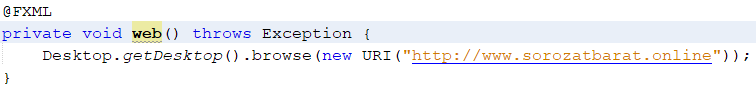 @FXML
private void web() throws Exception {
    Desktop.getDesktop().browse(new URI("http://www.sorozatbarat.online"));
}